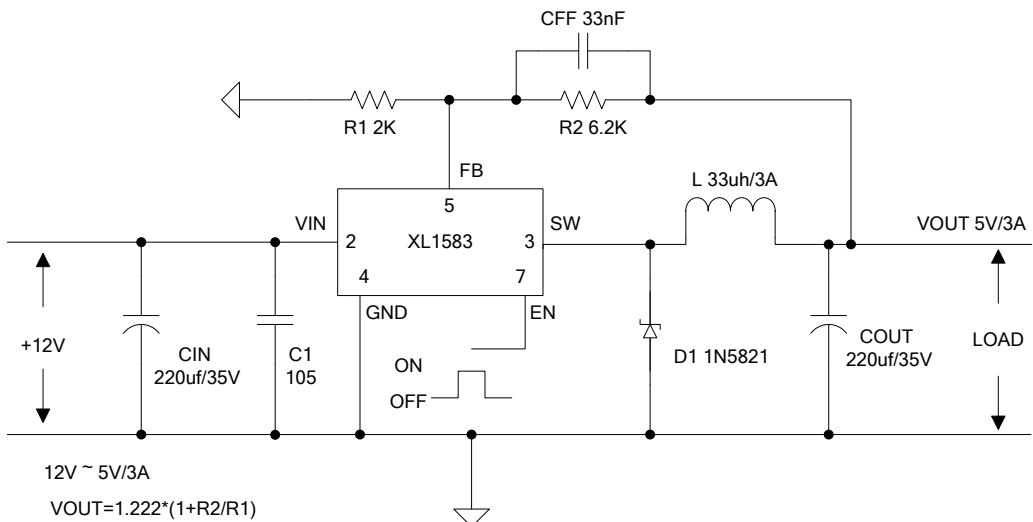 CFF 33nF
R1 2K
R2 6.2K
FB
L 33uh/3A
5
VIN
SW
VOUT 5V/3A
2
XL1583
3
4
7
GND
EN
+12V
CIN
220uf/35V
C1
105
ON
OFF
D1 1N5821
COUT
220uf/35V
LOAD
12V ~ 5V/3A
VOUT=1.222*(1+R2/R1)